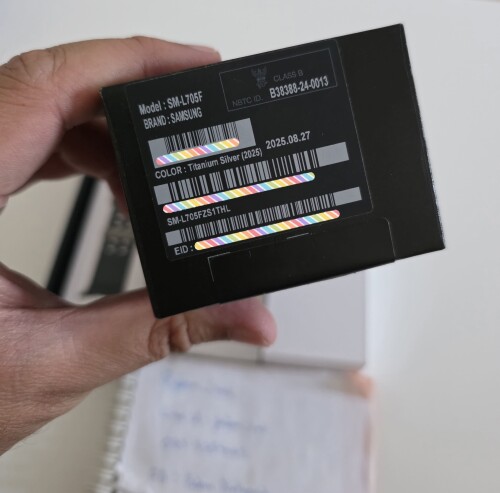 Model : SM-L705F
BRAND : SAMSUNG
CLASS B
NBTC ID. B38388-24-0013
COLOR : Titanium Silver (2025) 2025.08.27
SM-L705FZS1THL
EID :